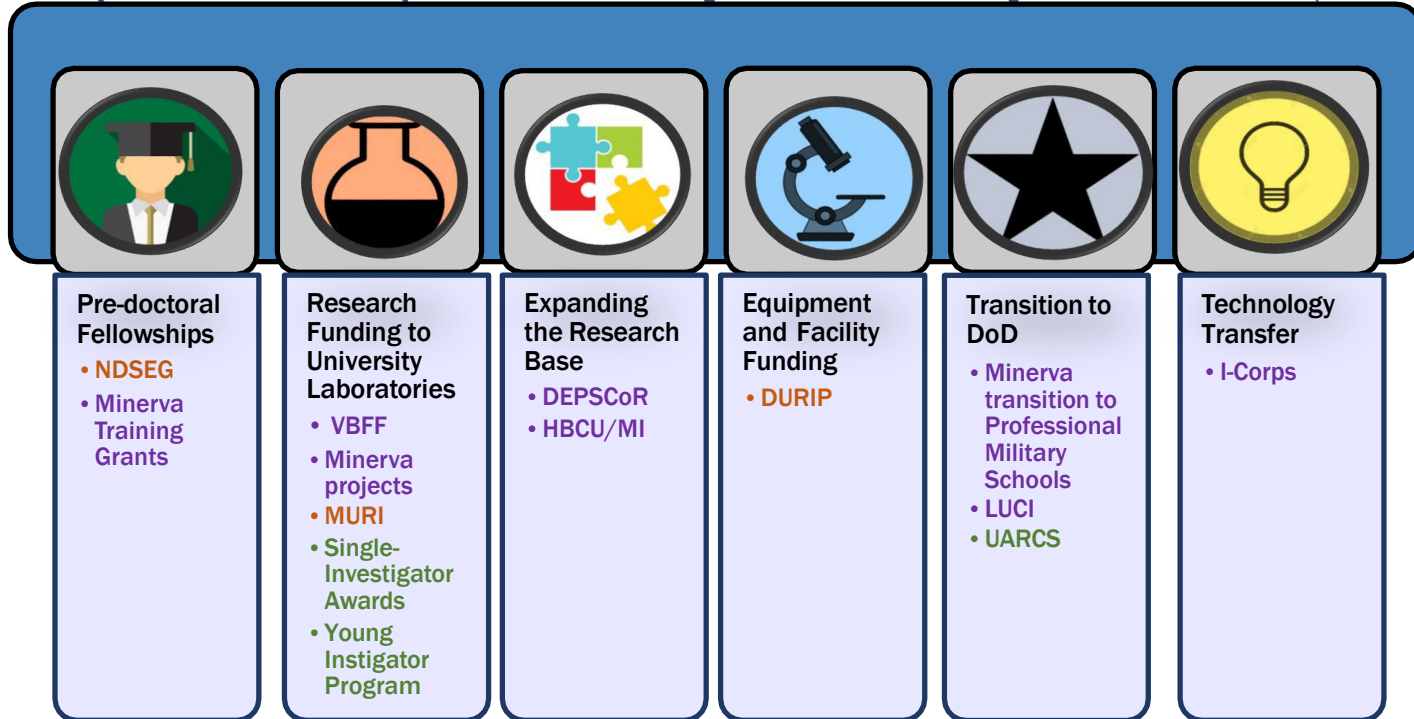 Pre-doctoral
Fellowships
• NDSEG
• Minerva
Training
Grants
Research
Funding to
University
Laboratories
• VBFF
• Minerva
projects
• MURI
• Single-
Investigator
Awards
• Young
Instigator
Program
Expanding
the Research
Base
• DEPSCoR
• HBCU/MI
Equipment
and Facility
Funding
• DURIP
Transition to
DoD
• Minerva
transition to
Professional
Military
Schools
• LUCI
• UARCS
Technology
Transfer
• I-Corps